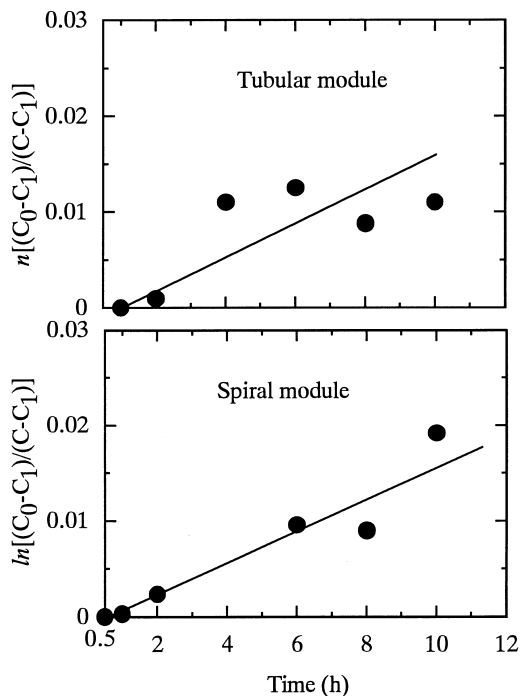 0.03
Tubular module
0.02
n[(C0-C1)/(C-C1)]
0.01
0
0.03
Spiral module
0.02
ln[(C0-C1)/(C-C1)]
0.01
0
0.5 2 4 6 8 10 12
Time (h)